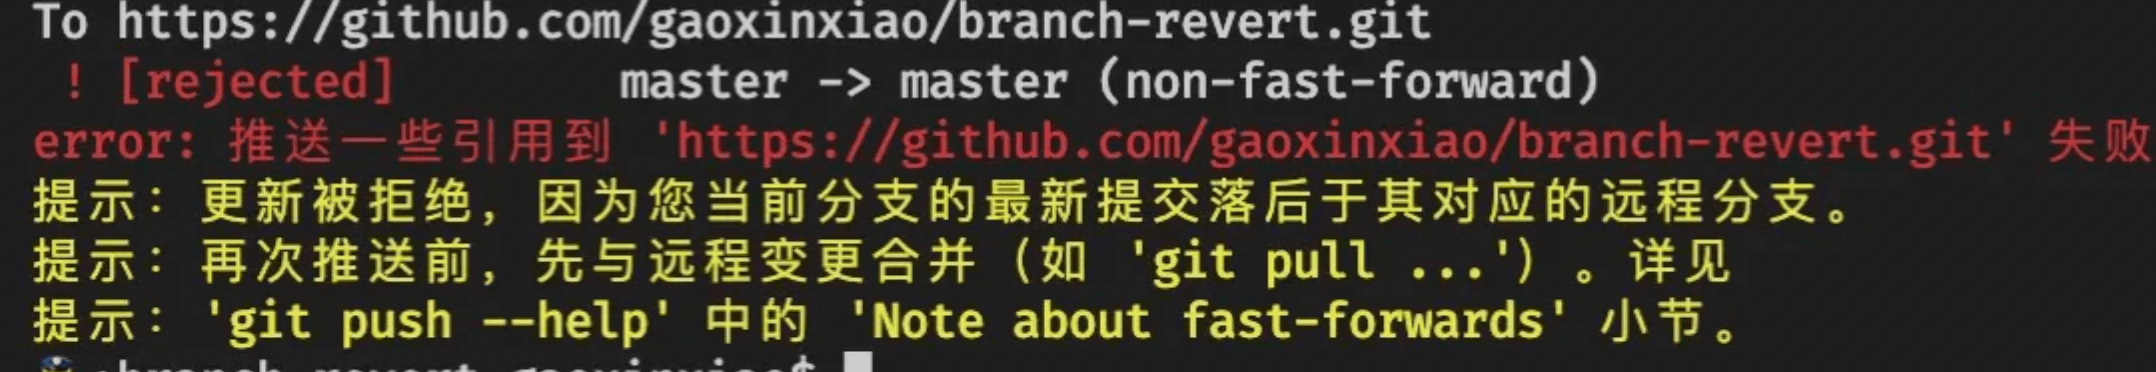 To https://github.com/gaoxinxiao/branch-revert.git
! [rejected] master -> master (non-fast-forward)
error: 推送一些引用到 'https://github.com/gaoxinxiao/branch-revert.git' 失败
提示：更新被拒绝，因为您当前分支的最新提交落后于其对应的远程分支。
提示：再次推送前，先与远程变更合并（如 'git pull ...'）。详见
提示：'git push --help' 中的 'Note about fast-forwards' 小节。
:branch-revert gaoxinxiao$